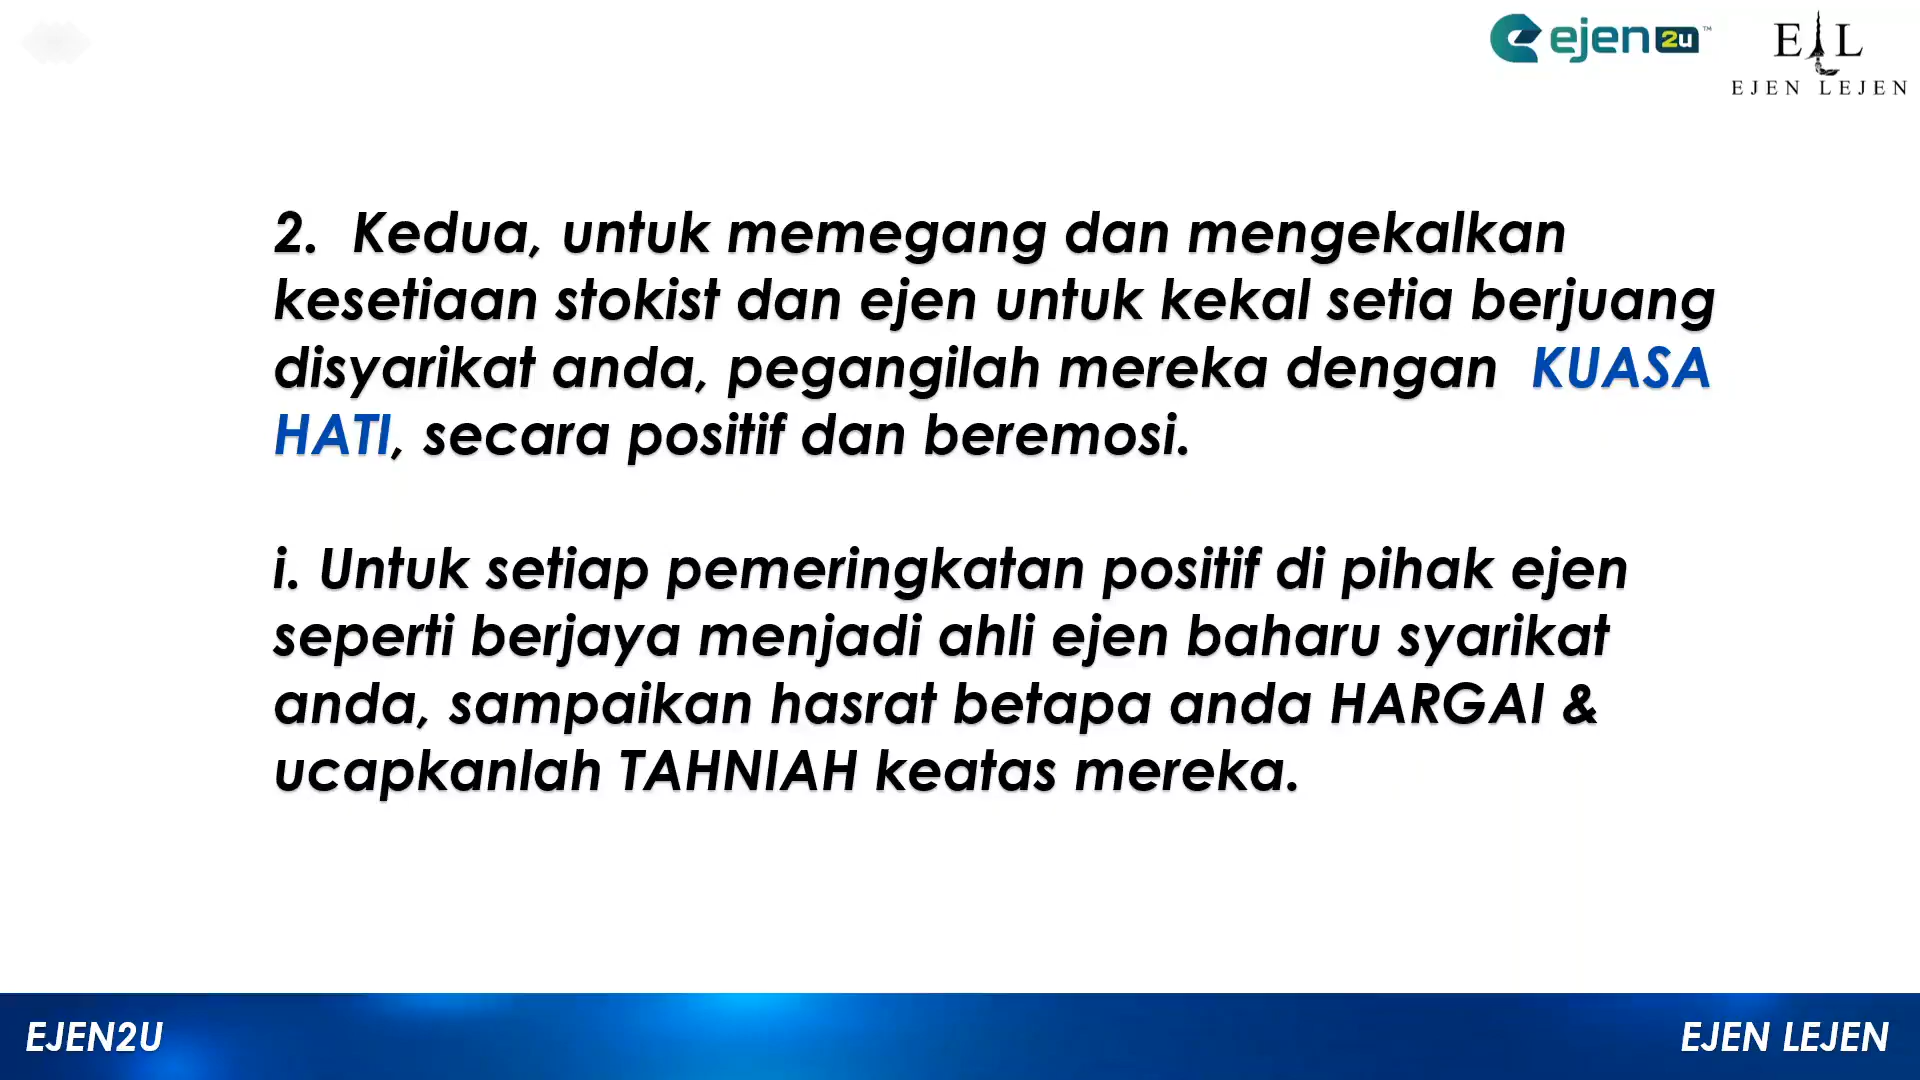 ejen2u™
E L
EJEN LEJEN
2. Kedua, untuk memegang dan mengekalkan
kesetiaan stokist dan ejen untuk kekal setia berjuang
disyarikat anda, pegangilah mereka dengan KUASA
HATI, secara positif dan beremosi.
i. Untuk setiap pemeringkatan positif di pihak ejen
seperti berjaya menjadi ahli ejen baharu syarikat
anda, sampaikan hasrat betapa anda HARGAI &
ucapkanlah TAHNIAH keatas mereka.
EJEN2U
EJEN LEJEN